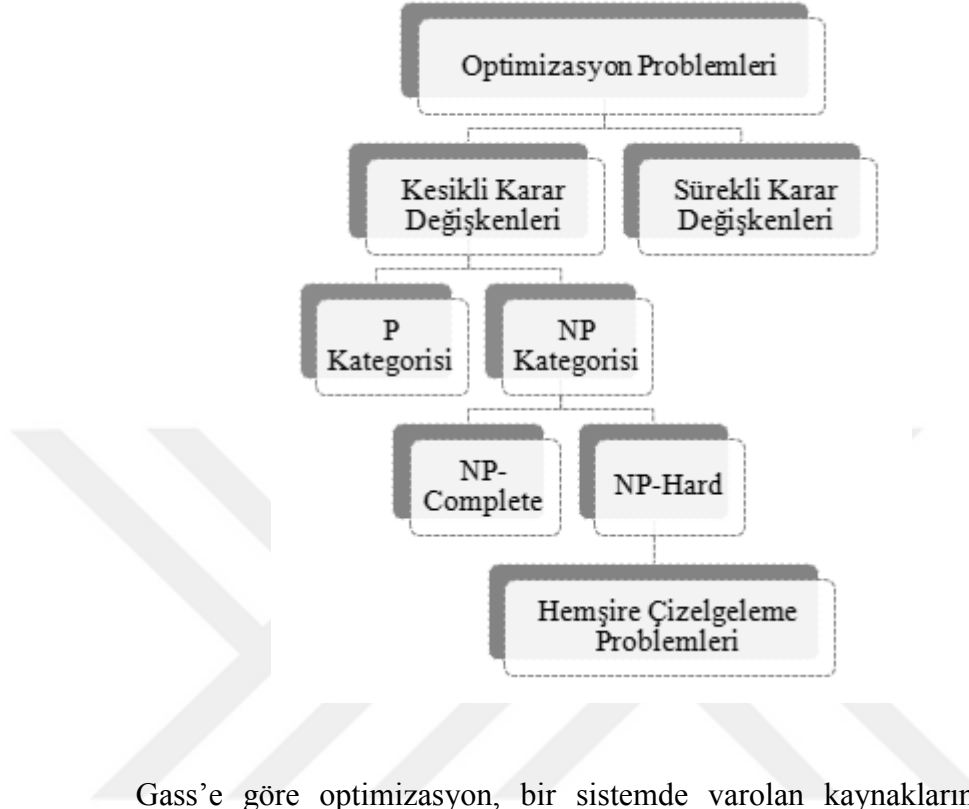 Optimizasyon Problemleri
Kesikli Karar
Değişkenleri
Sürekli Karar
Değişkenleri
P
Kategorisi
NP
Kategorisi
NP-
Complete
NP-Hard
Hemşire Çizelgeleme
Problemleri
Gass’e göre optimizasyon, bir sistemde varolan kaynakların